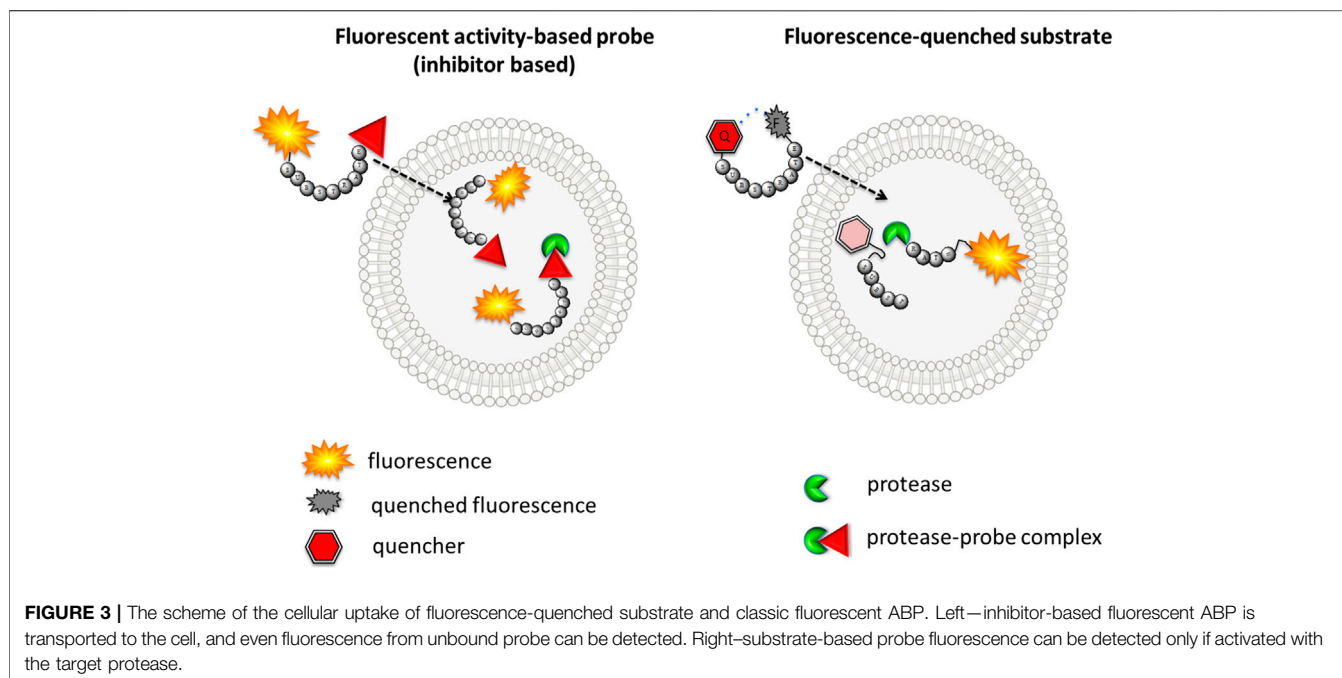 Fluorescent activity-based probe
(inhibitor based)
Fluorescence-quenched substrate
S U B S T R A T E
Q
F
S U B S T R A T E
R A T E
fluorescence
quenched fluorescence
quencher
protease
protease-probe complex
FIGURE 3 | The scheme of the cellular uptake of fluorescence-quenched substrate and classic fluorescent ABP. Left—inhibitor-based fluorescent ABP is
transported to the cell, and even fluorescence from unbound probe can be detected. Right–substrate-based probe fluorescence can be detected only if activated with
the target protease.